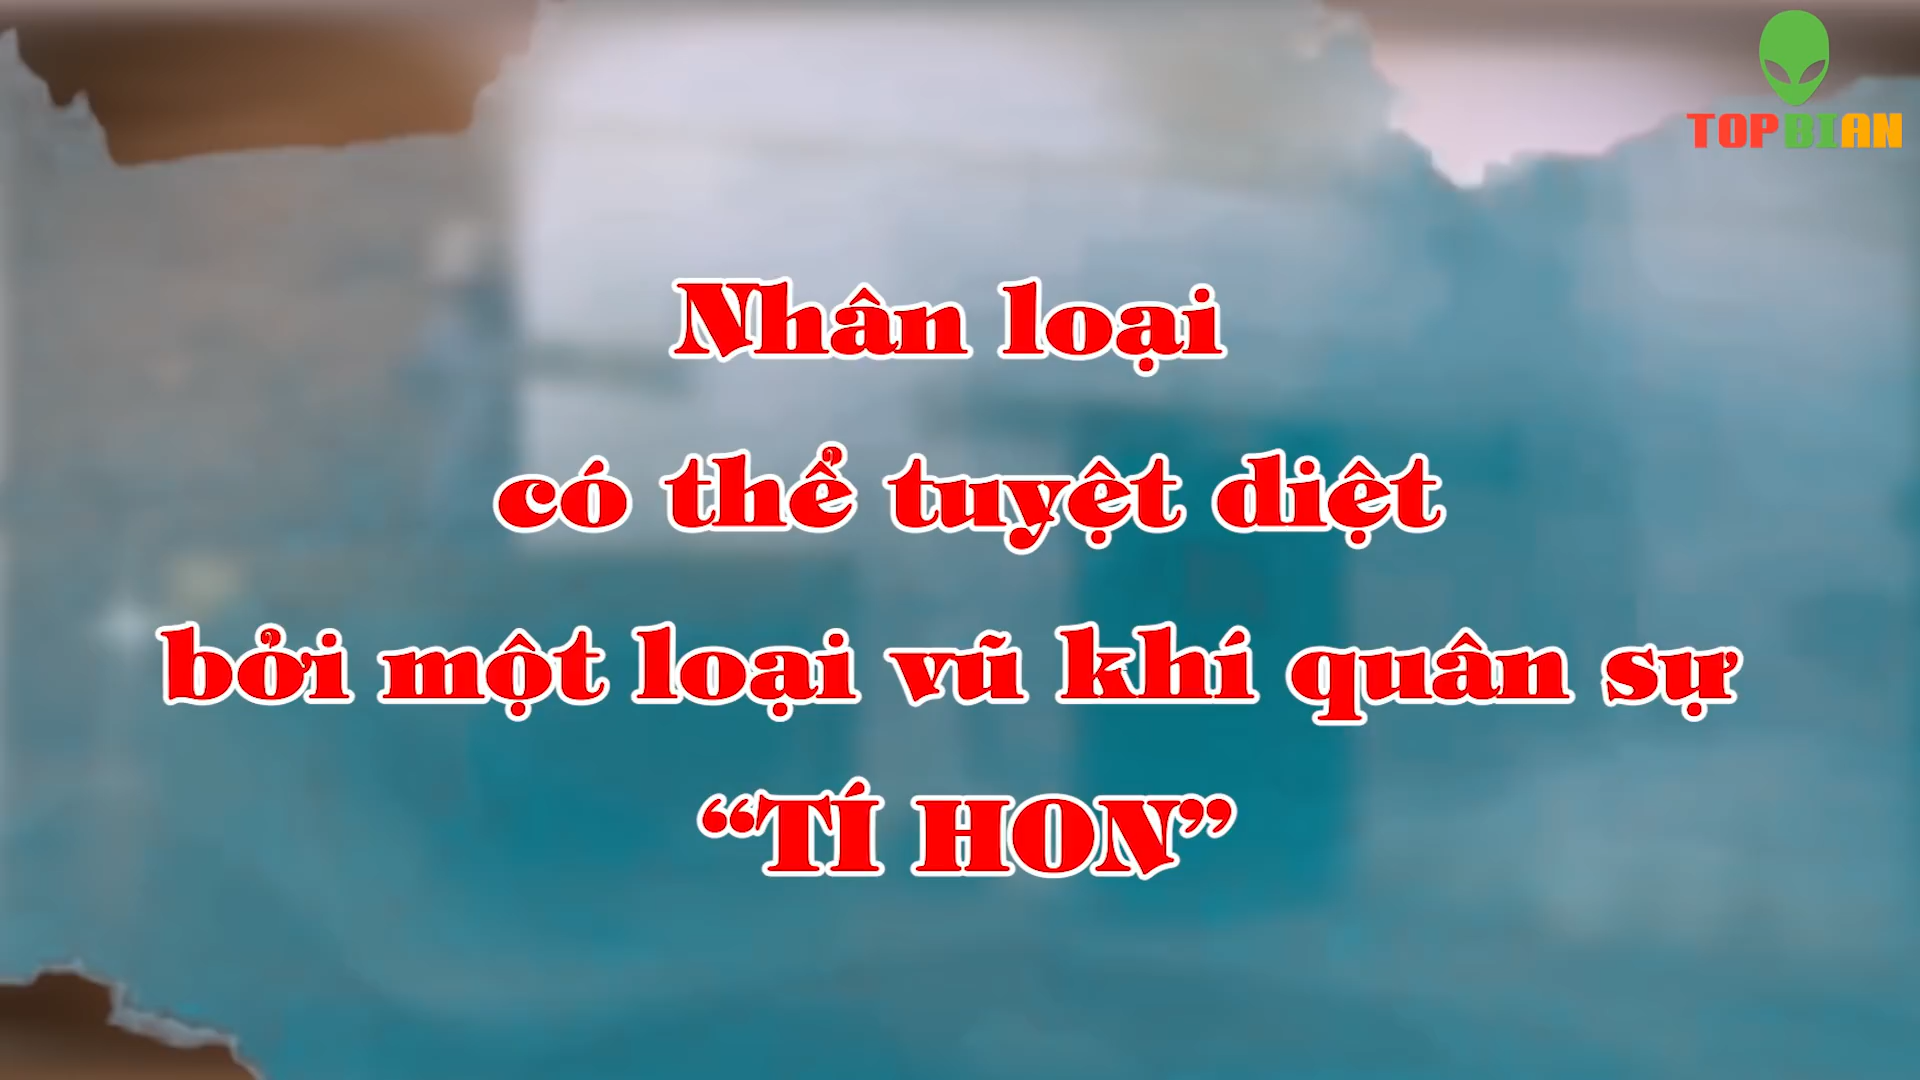 TOPBIAN
Nhân loại
có thể tuyệt diệt
bởi một loại vũ khí quân sự
“TÍ HON”